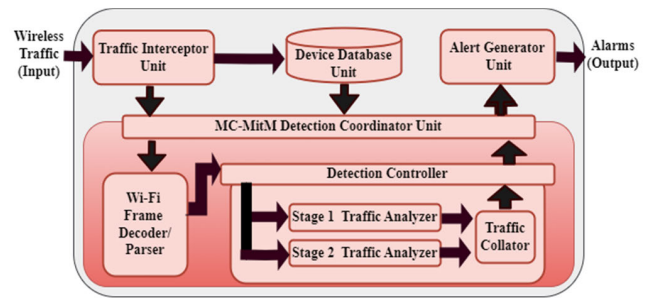 Wireless
Traffic
(Input)
Traffic Interceptor
Unit
Device Database
Unit
Alert Generator
Unit
Alarms
(Output)
MC-MitM Detection Coordinator Unit
Wi-Fi
Frame
Decoder/
Parser
Detection Controller
Stage 1 Traffic Analyzer
Stage 2 Traffic Analyzer
Traffic
Collator